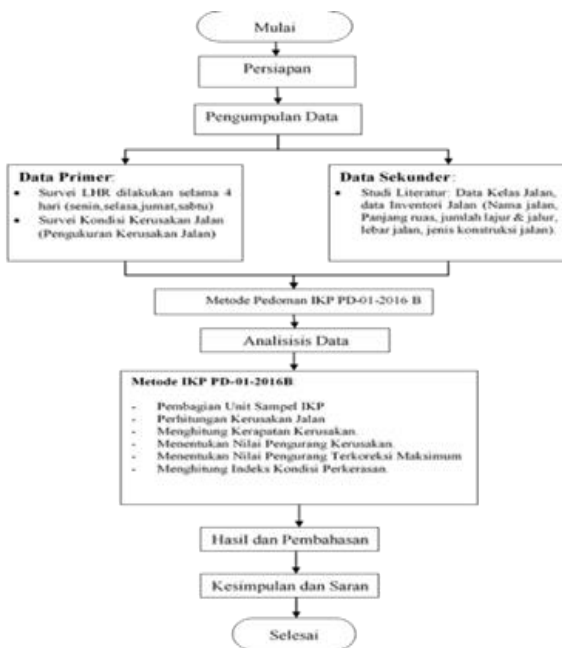 Mulai
Persiapan
Pengumpulan Data
Data Primer:
• Survei LHR dilakukan selama 4
hari (senin,selasa,jumat,sabtu)
• Survei Kondisi Kerusakan Jalan
(Pengukuran Kerusakan Jalan)
Data Sekunder:
• Studi Literatur: Data Kelas Jalan,
data Inventori Jalan (Nama jalan,
Panjang ruas, jumlah lajur & jalur,
lebar jalan, jenis konstruksi jalan).
Metode Pedoman IKP PD-01-2016 B
Analisisis Data
Metode IKP PD-01-2016B
- Pembagian Unit Sampel IKP
- Perhitungan Kerusakan Jalan
- Menghitung Kerapatan Kerusakan.
- Menentukan Nilai Pengurang Kerusakan.
- Menentukan Nilai Pengurang Terkoreksi Maksimum
- Menghitung Indeks Kondisi Perkerasan.
Hasil dan Pembahasan
Kesimpulan dan Saran
Selesai